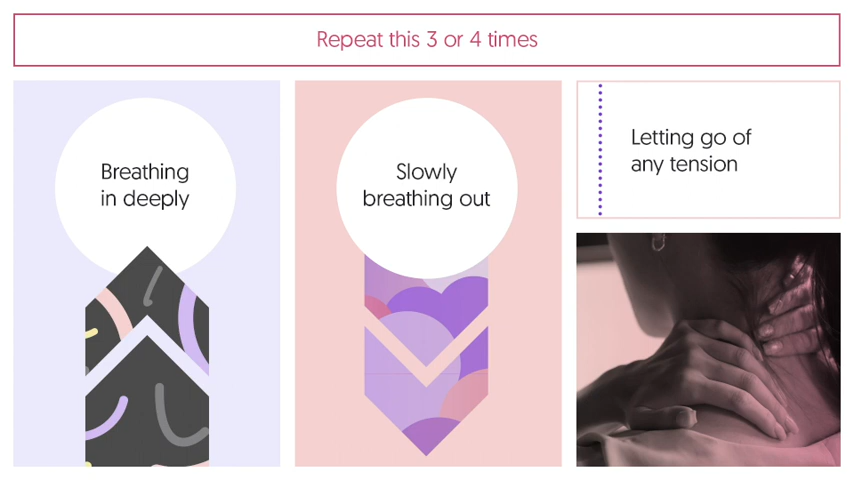 Repeat this 3 or 4 times
Breathing
in deeply
Slowly
breathing out
Letting go of
any tension